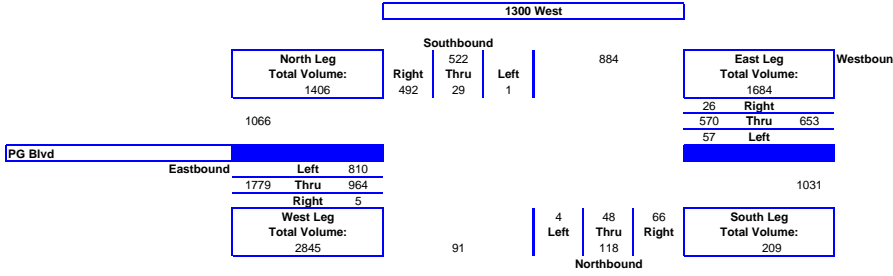 1300 West
Southbound
North Leg 522 884 East Leg Westboun
Total Volume: Right Thru Left Total Volume:
1406 492 29 1 1684
26 Right
1066 570 Thru 653
57 Left
PG Blvd
Eastbound Left 810
1779 Thru 964 1031
Right 5
West Leg 4 48 66 South Leg
Total Volume: Left Thru Right Total Volume:
2845 91 118 209
Northbound